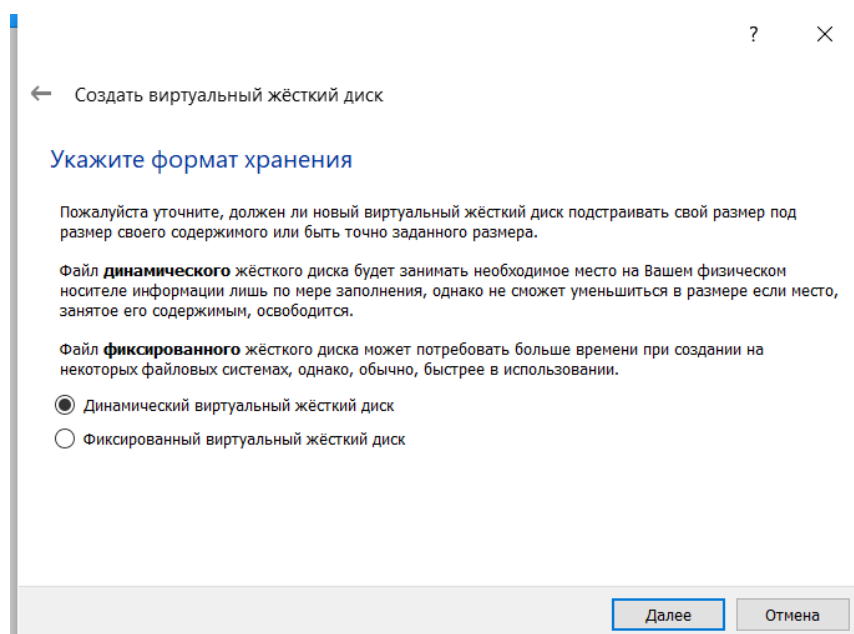 ?
Создать виртуальный жёсткий диск
Укажите формат хранения
Пожалуйста уточните, должен ли новый виртуальный жёсткий диск подстраивать свой размер под
размер своего содержимого или быть точно заданного размера.
Файл динамического жёсткого диска будет занимать необходимое место на Вашем физическом
носителе информации лишь по мере заполнения, однако не сможет уменьшиться в размере если место,
занятое его содержимым, освободится.
Файл фиксированного жёсткого диска может потребовать больше времени при создании на
некоторых файловых системах, однако, обычно, быстрее в использовании.
Динамический виртуальный жёсткий диск
Фиксированный виртуальный жёсткий диск
Далее Отмена